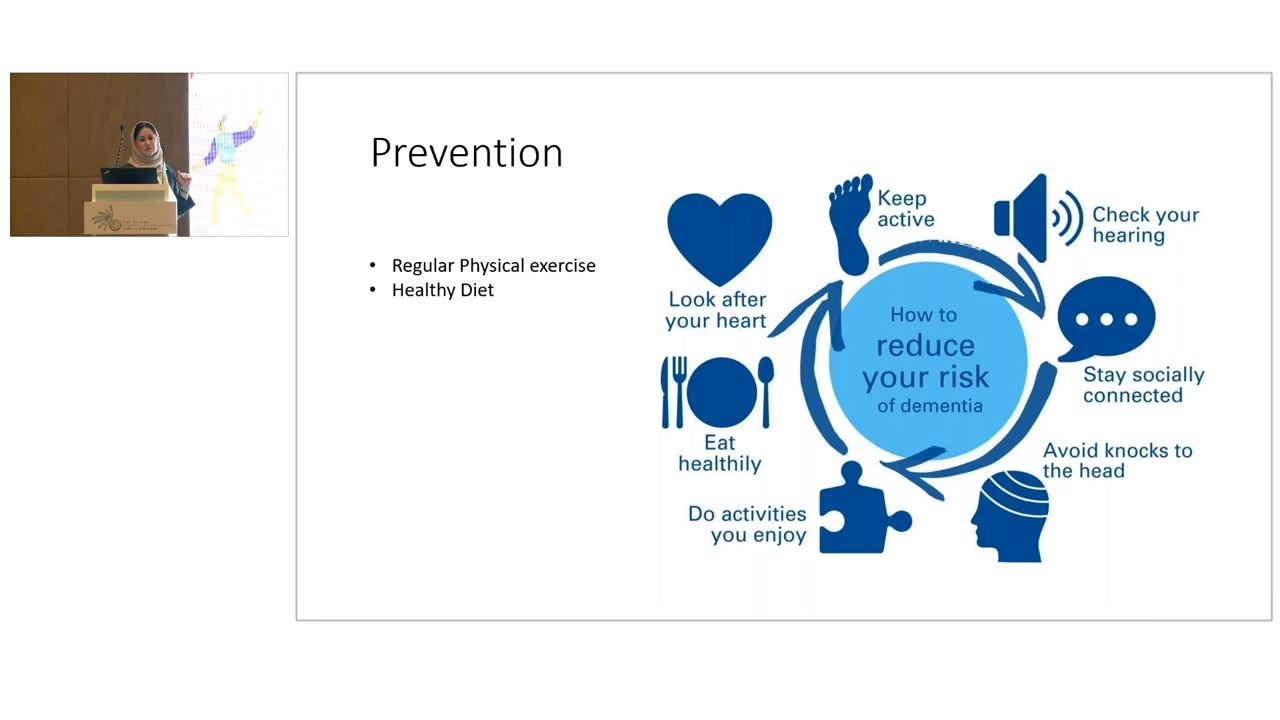 Prevention
• Regular Physical exercise
• Healthy Diet
Look after
your heart
Keep
active
Check your
hearing
How to
reduce
your risk
of dementia
Stay socially
connected
Eat
healthily
Avoid knocks to
the head
Do activities
you enjoy